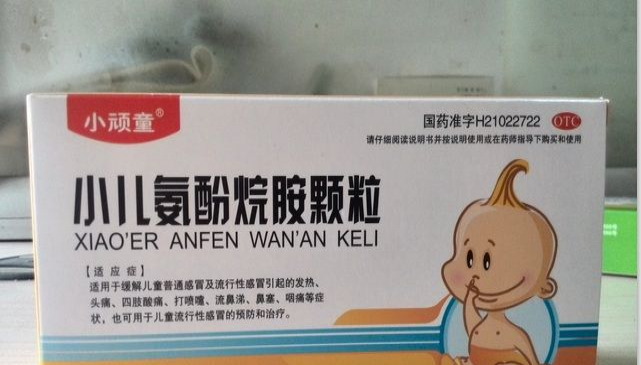 小顽童®
国药准字H21022722 OTC
请仔细阅读说明书并按说明使用或在药师指导下购买和使用
小儿氨酚烷胺颗粒
XIAO'ER ANFEN WAN'AN KELI
【适应症】
适用于缓解儿童普通感冒及流行性感冒引起的发热、
头痛、四肢酸痛、打喷嚏、流鼻涕、鼻塞、咽痛等症
状，也可用于儿童流行性感冒的预防和治疗。